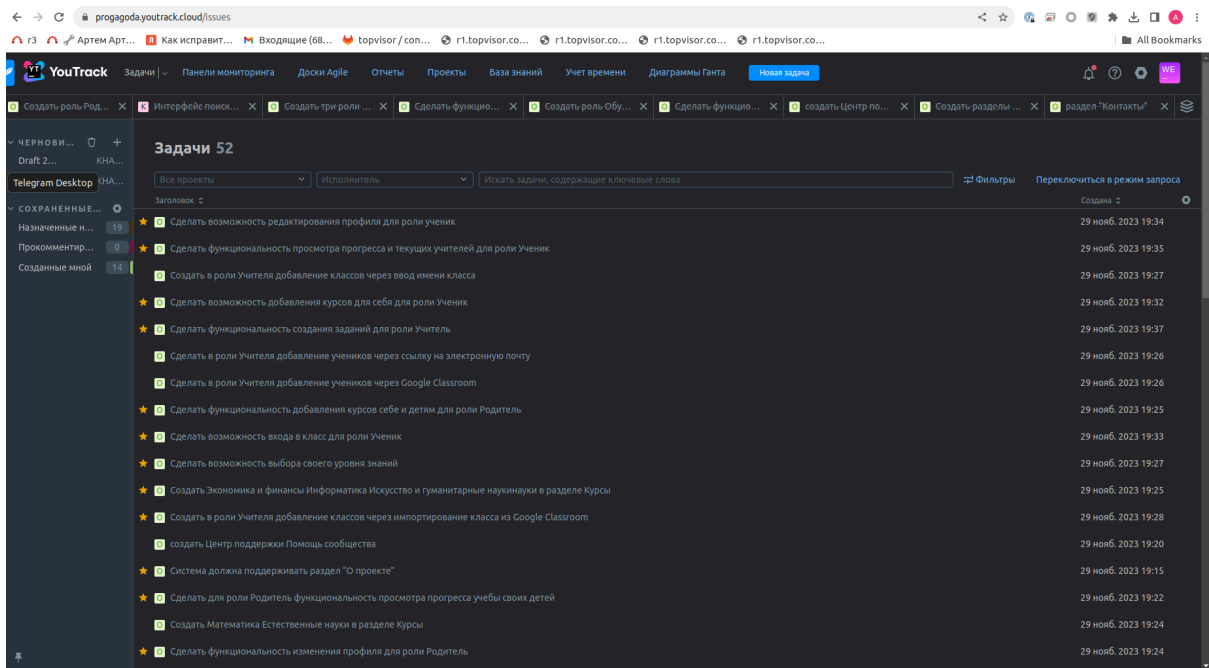 progagoda.youtrack.cloud/issues
r3 Артем Арт... Как исправит... Входящие (68... topvisor / con... r1.topvisor.co... r1.topvisor.co... r1.topvisor.co... r1.topvisor.co... All Bookmarks
YT YouTrack Задачи Панели мониторинга Доски Agile Отчеты Проекты База знаний Учет времени Диаграммы Ганта Новая задача WE
O Создать роль Род... K Интерфейс поиск... O Создать три роли ... O Сделать функцио... O Создать роль Обу... O Сделать функцио... O создать Центр по... O Создать разделы ... O раздел "Контакты"
ЧЕРНОВИ...
Draft 2... КНА...
Telegram Desktop КНА...
СОХРАНЕННЫЕ...
Назначенные н... 19
Прокомментир... 0
Созданные мной 14
Задачи 52
Все проекты Исполнитель Искать задачи, содержащие ключевые слова Фильтры Переключиться в режим запроса
Заголовок Создана
O Сделать возможность редактирования профиля для роли ученик 29 нояб. 2023 19:34
O Сделать функциональность просмотра прогресса и текущих учителей для роли Ученик 29 нояб. 2023 19:35
O Создать в роли Учителя добавление классов через ввод имени класса 29 нояб. 2023 19:27
O Сделать возможность добавления курсов для себя для роли Ученик 29 нояб. 2023 19:32
O Сделать функциональность создания заданий для роли Учитель 29 нояб. 2023 19:37
O Сделать в роли Учителя добавление учеников через ссылку на электронную почту 29 нояб. 2023 19:26
O Сделать в роли Учителя добавление учеников через Google Classroom 29 нояб. 2023 19:26
O Сделать функциональность добавления курсов себе и детям для роли Родитель 29 нояб. 2023 19:25
O Сделать возможность входа в класс для роли Ученик 29 нояб. 2023 19:33
O Сделать возможность выбора своего уровня знаний 29 нояб. 2023 19:27
O Создать Экономика и финансы Информатика Искусство и гуманитарные наукинауки в разделе Курсы 29 нояб. 2023 19:25
O Создать в роли Учителя добавление классов через импортирование класса из Google Classroom 29 нояб. 2023 19:28
O создать Центр поддержки Помощь сообщества 29 нояб. 2023 19:20
O Система должна поддерживать раздел "О проекте" 29 нояб. 2023 19:15
O Сделать для роли Родитель функциональность просмотра прогресса учебы своих детей 29 нояб. 2023 19:22
O Создать Математика Естественные науки в разделе Курсы 29 нояб. 2023 19:24
O Сделать функциональность изменения профиля для роли Родитель 29 нояб. 2023 19:24